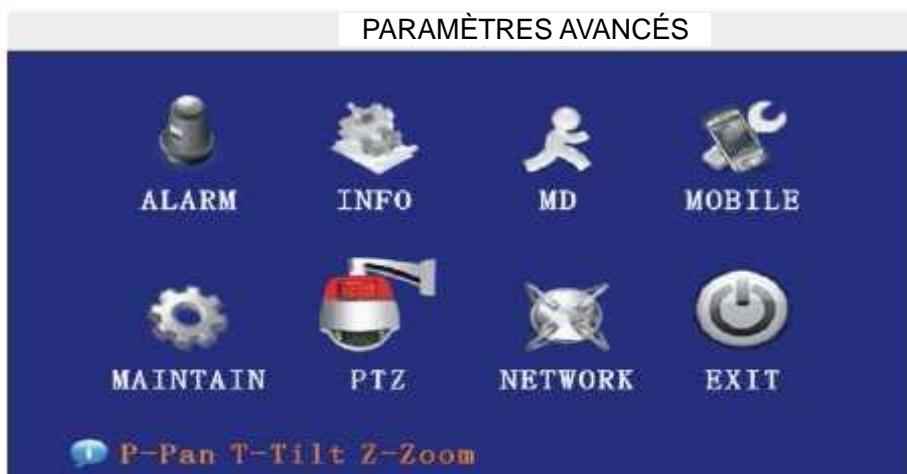 PARAMÈTRES AVANCÉS
ALARM INFO MD MOBILE
MAINTAIN PTZ NETWORK EXIT
P-Pan T-Tilt Z-Zoom